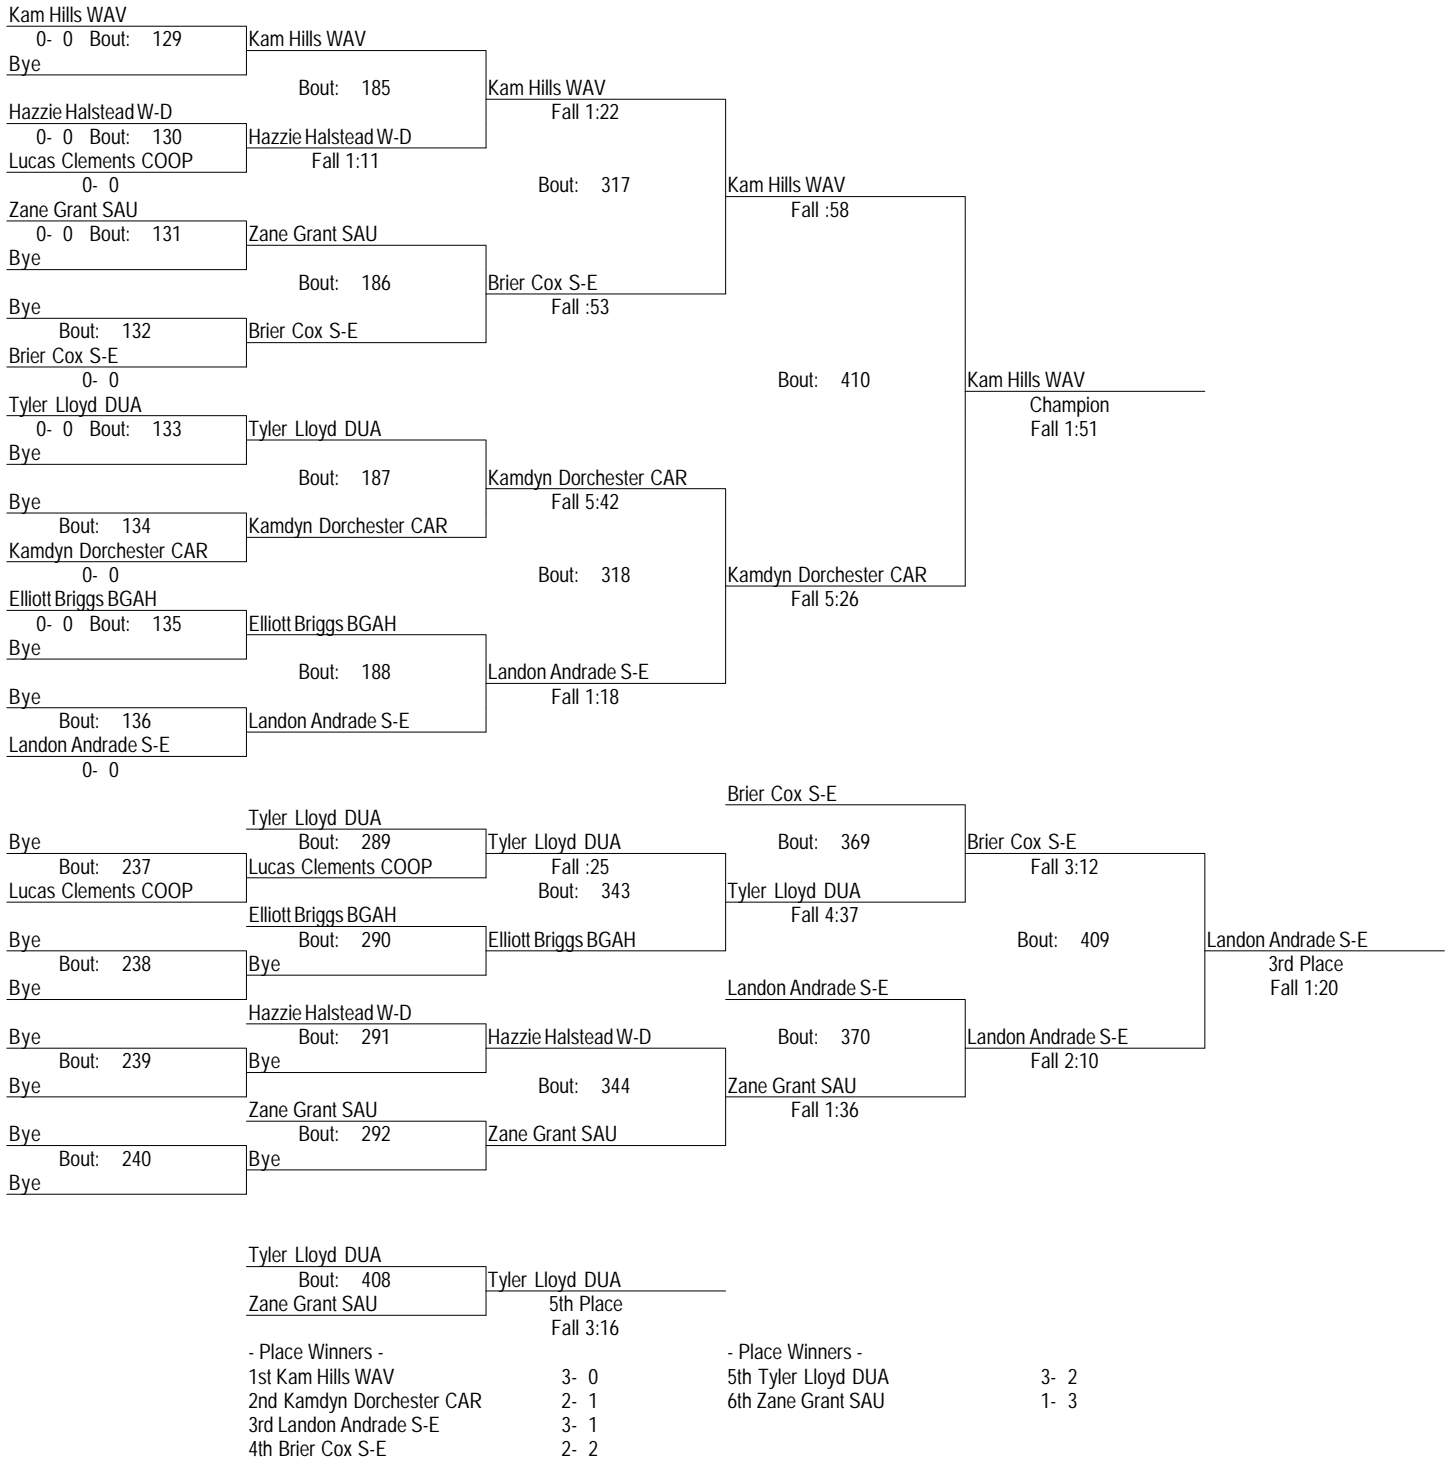 Kam Hills WAV
0- 0 Bout: 129 Kam Hills WAV
Bye
Bout: 185 Kam Hills WAV
Hazzie Halstead W-D Fall 1:22
0- 0 Bout: 130 Hazzie Halstead W-D
Lucas Clements COOP Fall 1:11
0- 0 Bout: 317 Kam Hills WAV
Zane Grant SAU Fall :58
0- 0 Bout: 131 Zane Grant SAU
Bye
Bout: 186 Brier Cox S-E
Bye Fall :53
Bout: 132 Brier Cox S-E
Brier Cox S-E
0- 0 Bout: 410 Kam Hills WAV
Tyler Lloyd DUA Champion
0- 0 Bout: 133 Tyler Lloyd DUA Fall 1:51
Bye
Bout: 187 Kamdyn Dorchester CAR
Bye Fall 5:42
Bout: 134 Kamdyn Dorchester CAR
Kamdyn Dorchester CAR
0- 0 Bout: 318 Kamdyn Dorchester CAR
Elliott Briggs BGAH Fall 5:26
0- 0 Bout: 135 Elliott Briggs BGAH
Bye
Bout: 188 Landon Andrade S-E
Bye Fall 1:18
Bout: 136 Landon Andrade S-E
Landon Andrade S-E
0- 0
Brier Cox S-E
Tyler Lloyd DUA
Bye Bout: 289 Tyler Lloyd DUA Bout: 369 Brier Cox S-E
Bout: 237 Lucas Clements COOP Fall :25 Fall 3:12
Lucas Clements COOP Bout: 343 Tyler Lloyd DUA
Elliott Briggs BGAH Fall 4:37
Bye Bout: 290 Elliott Briggs BGAH Bout: 409 Landon Andrade S-E
Bout: 238 Bye 3rd Place
Bye Landon Andrade S-E Fall 1:20
Hazzie Halstead W-D
Bye Bout: 291 Hazzie Halstead W-D Bout: 370 Landon Andrade S-E
Bout: 239 Bye Fall 2:10
Bye Bout: 344 Zane Grant SAU
Zane Grant SAU Fall 1:36
Bye Bout: 292 Zane Grant SAU
Bout: 240 Bye
Bye
Tyler Lloyd DUA
Bout: 408 Tyler Lloyd DUA
Zane Grant SAU 5th Place
Fall 3:16
- Place Winners - - Place Winners -
1st Kam Hills WAV 3- 0 5th Tyler Lloyd DUA 3- 2
2nd Kamdyn Dorchester CAR 2- 1 6th Zane Grant SAU 1- 3
3rd Landon Andrade S-E 3- 1
4th Brier Cox S-E 2- 2